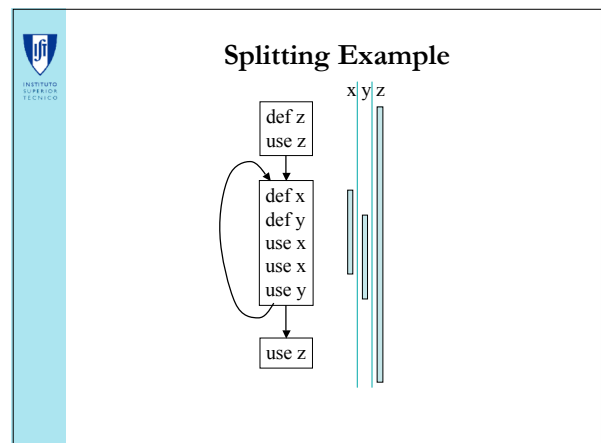 INSTITUTO
SUPERIOR
TÉCNICO
Splitting Example
x y z
def z
use z
def x
def y
use x
use x
use y
use z